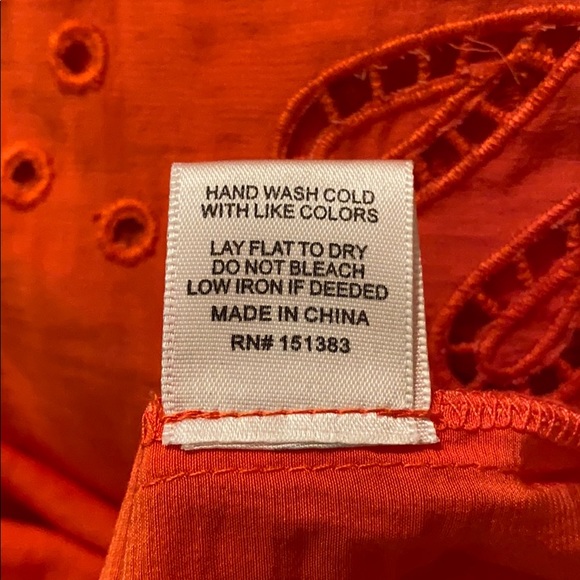 HAND WASH COLD
WITH LIKE COLORS
LAY FLAT TO DRY
DO NOT BLEACH
LOW IRON IF DEEDED
MADE IN CHINA
RN# 151383